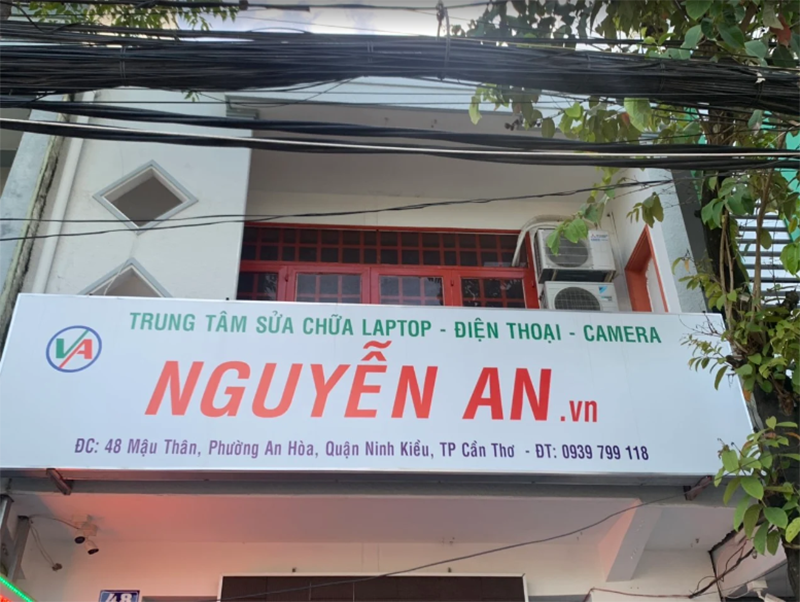 TRUNG TÂM SỬA CHỮA LAPTOP - ĐIỆN THOẠI - CAMERA
VA
NGUYỄN AN.vn
ĐC: 48 Mậu Thân, Phường An Hòa, Quận Ninh Kiều, TP Cần Thơ - ĐT: 0939 799 118
48